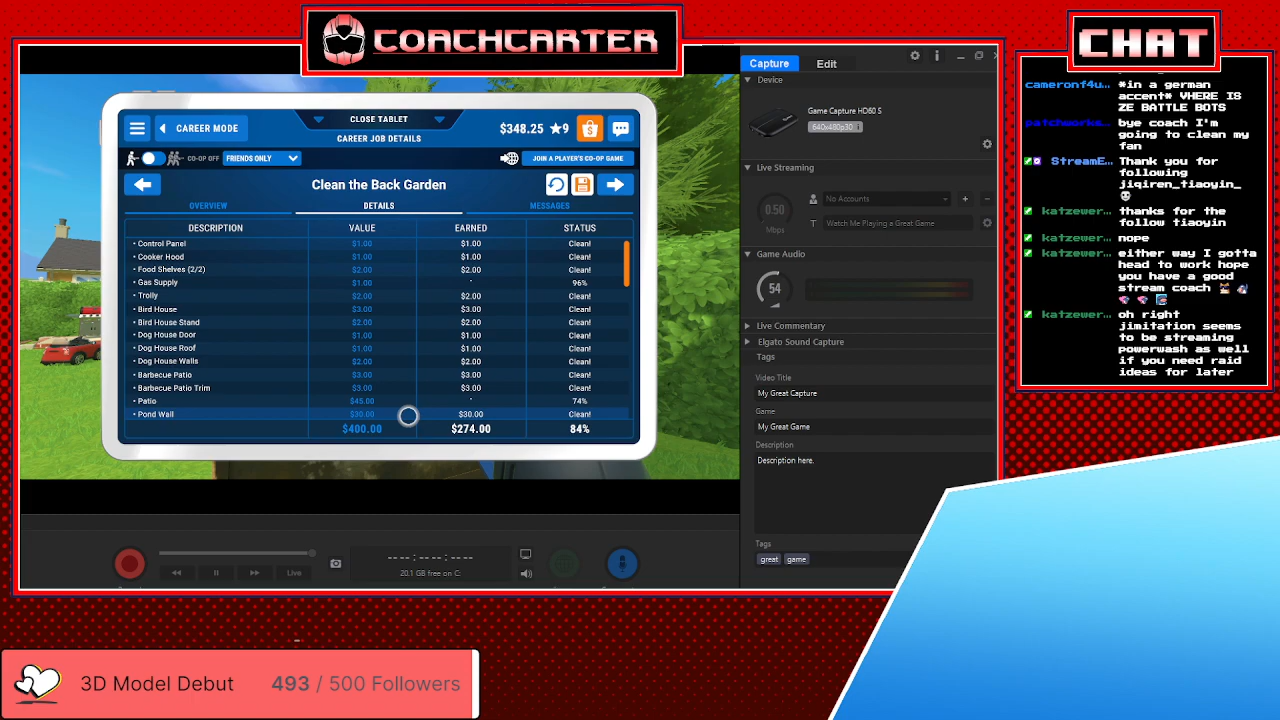 COACHCARTER
CHAT
CLOSE TABLET
CAREER MODE
CAREER JOB DETAILS
$348.25 ★9
CO-OP OFF
FRIENDS ONLY
JOIN A PLAYER'S CO-OP GAME
Clean the Back Garden
OVERVIEW DETAILS MESSAGES
DESCRIPTION VALUE EARNED STATUS
• Control Panel $1.00 $1.00 Clean!
• Cooker Hood $1.00 $1.00 Clean!
• Food Shelves (2/2) $2.00 $2.00 Clean!
• Gas Supply $1.00 - 96%
• Trolly $2.00 $2.00 Clean!
• Bird House $3.00 $3.00 Clean!
• Bird House Stand $2.00 $2.00 Clean!
• Dog House Door $1.00 $1.00 Clean!
• Dog House Roof $1.00 $1.00 Clean!
• Dog House Walls $2.00 $2.00 Clean!
• Barbecue Patio $3.00 $3.00 Clean!
• Barbecue Patio Trim $3.00 $3.00 Clean!
• Patio $45.00 - 74%
• Pond Wall $30.00 $30.00 Clean!
$400.00 $274.00 84%
Capture Edit
Device
Game Capture HD60 S
640x480p30
Live Streaming
0.50
Mbps
No Accounts
Watch Me Playing a Great Game
Game Audio
54
Live Commentary
Elgato Sound Capture
Tags
Video Title
My Great Capture
Game
My Great Game
Description
Description here.
Tags
great game
Live
----:----:----
20.1 GB free on C:
cameronf4u... *in a german
accent* WHERE IS
ZE BATTLE BOTS
patchworks... bye coach I'm
going to clean my
fan
StreamE... Thank you for
following
jiqiren_tiaoyin_
katzewer... thanks for the
follow tiaoyin
katzewer... nope
katzewer... either way I gotta
head to work hope
you have a good
stream coach
katzewer... oh right
jimitation seems
to be streaming
powerwash as well
if you need raid
ideas for later
3D Model Debut 493 / 500 Followers